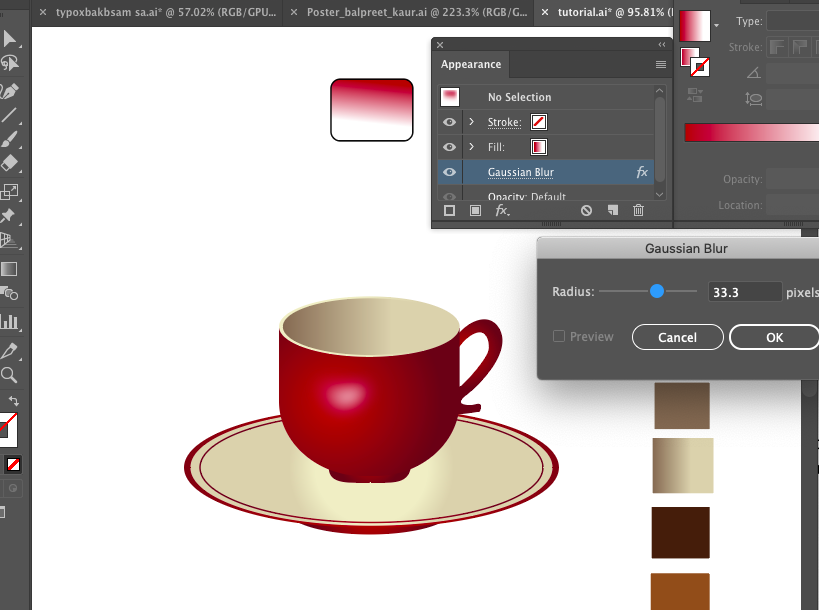 typoxbakbsam sa.ai* @ 57.02% (RGB/GPU...
Poster_balpreet_kaur.ai @ 223.3% (RGB/G...
tutorial.ai* @ 95.81% (
Type:
Stroke:
Appearance
No Selection
Stroke:
Fill:
Gaussian Blur
fx
Opacity: Default
fx.
Opacity:
Location:
Gaussian Blur
Radius:
33.3
pixels
Preview
Cancel
OK